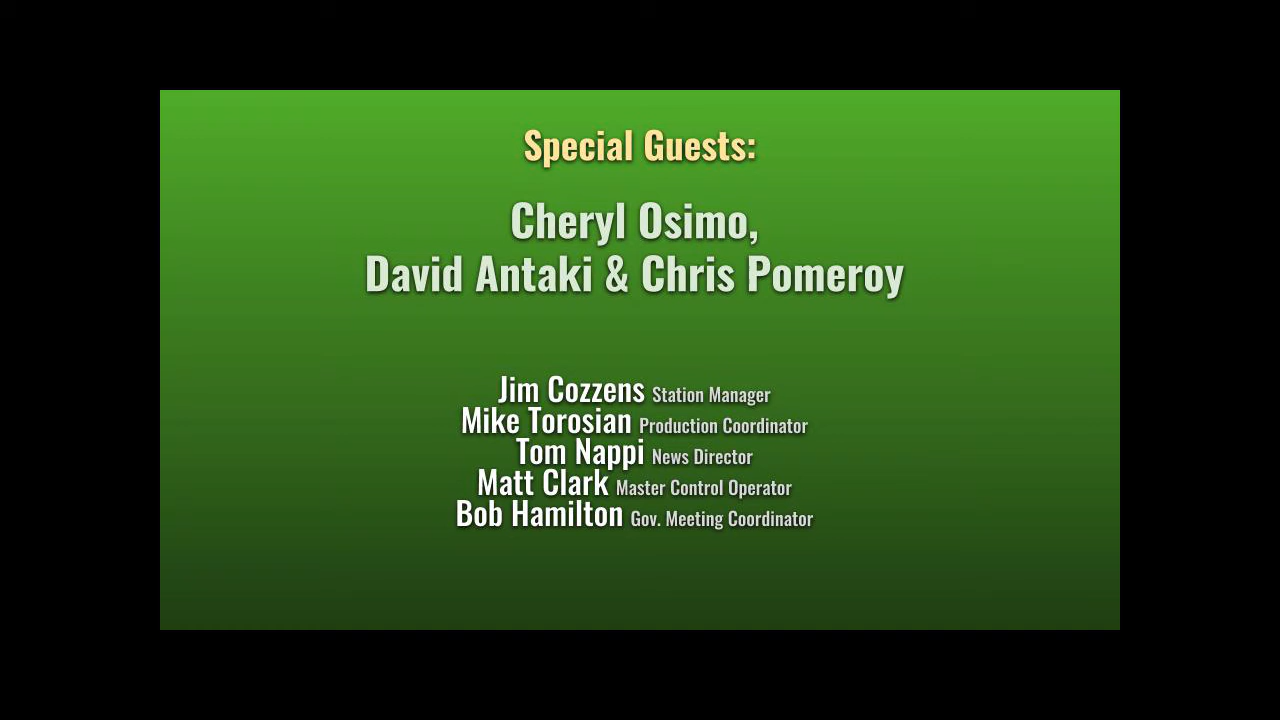 Special Guests:
Cheryl Osimo,
David Antaki & Chris Pomeroy
Jim Cozzens Station Manager
Mike Torosian Production Coordinator
Tom Nappi News Director
Matt Clark Master Control Operator
Bob Hamilton Gov. Meeting Coordinator